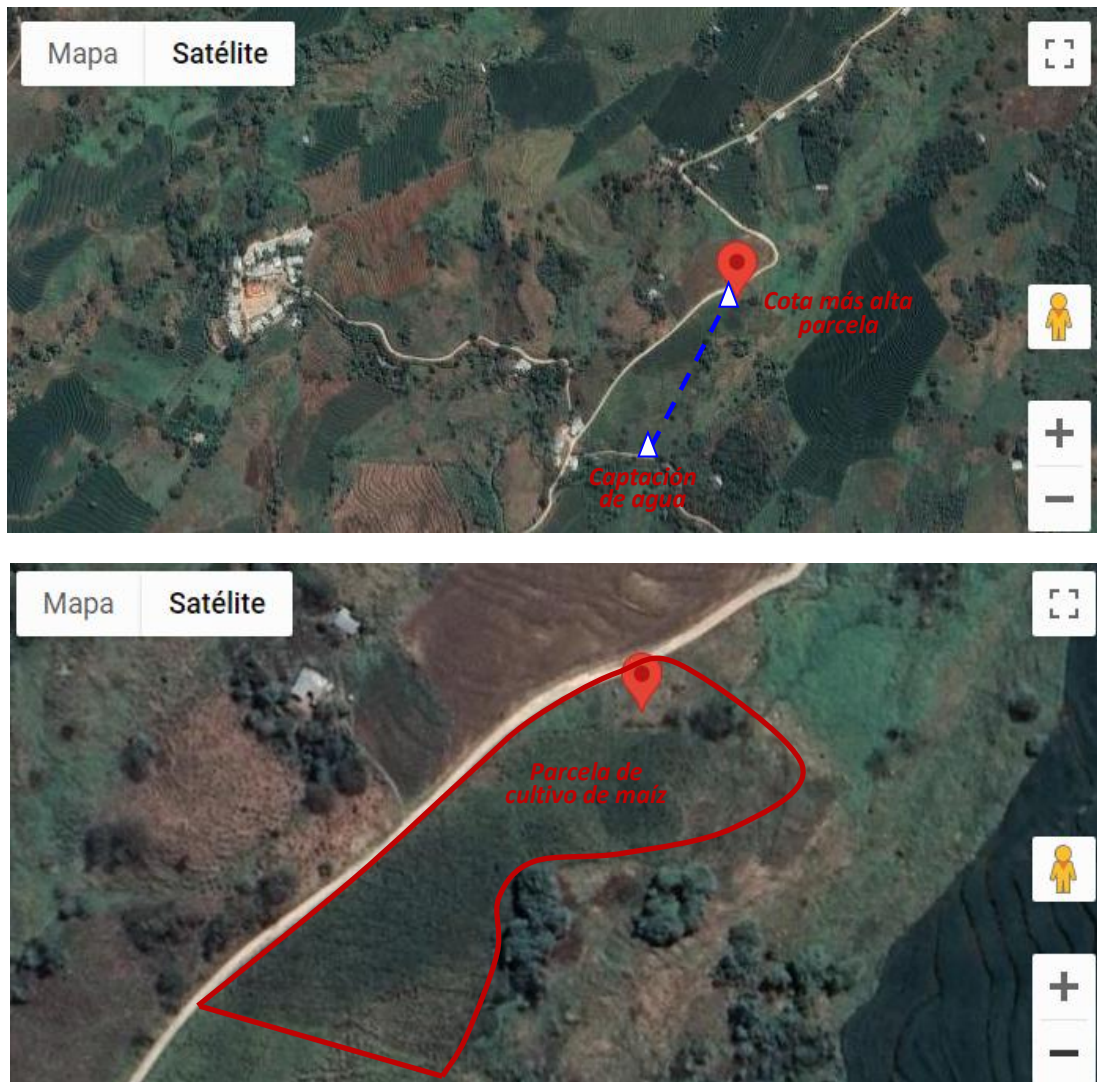 Mapa
Satélite
Cota más alta
parcela
Captación
de agua
Mapa
Satélite
Parcela de
cultivo de maíz